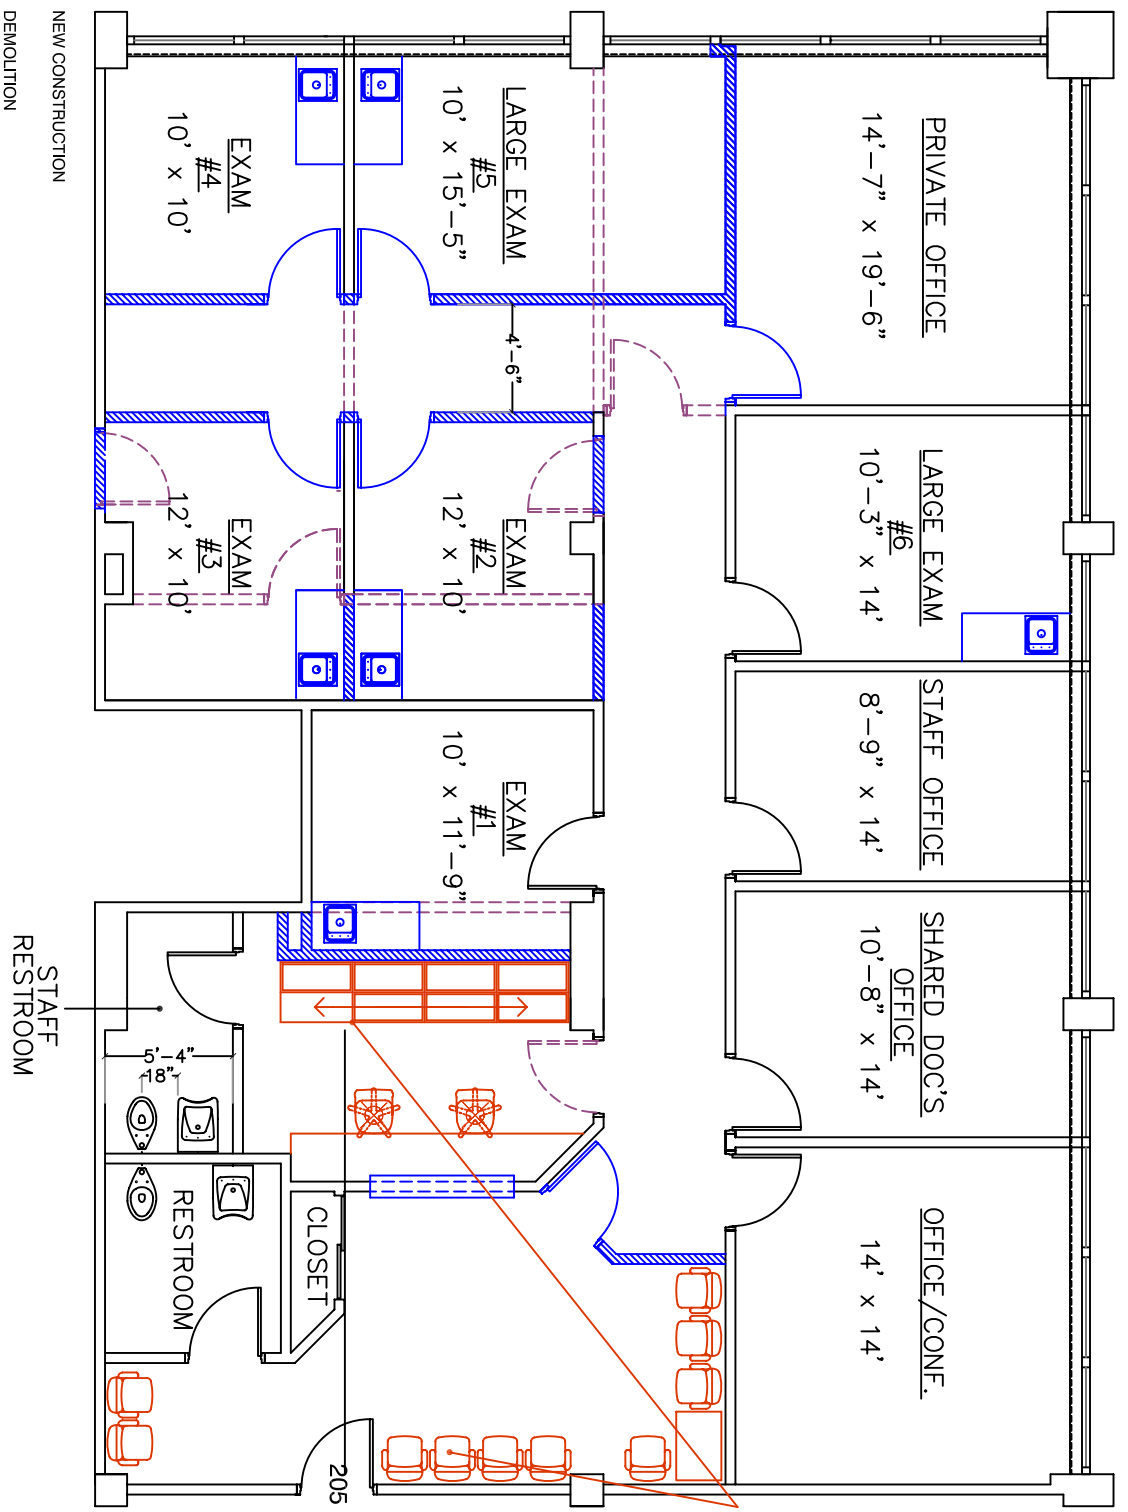 NEW CONSTRUCTION
DEMOLITION
PRIVATE OFFICE
14'-7" x 19'-6"
LARGE EXAM
#6
10'-3" x 14'
STAFF OFFICE
8'-9" x 14'
SHARED DOC'S
OFFICE
10'-8" x 14'
OFFICE/CONF.
14' x 14'
LARGE EXAM
#5
10' x 15'-5"
EXAM
#4
10' x 10'
4'-6"
EXAM
#2
12' x 10'
EXAM
#3
12' x 10'
EXAM
#1
10' x 11'-9"
STAFF
RESTROOM
5'-4"
18"
RESTROOM
CLOSET
205